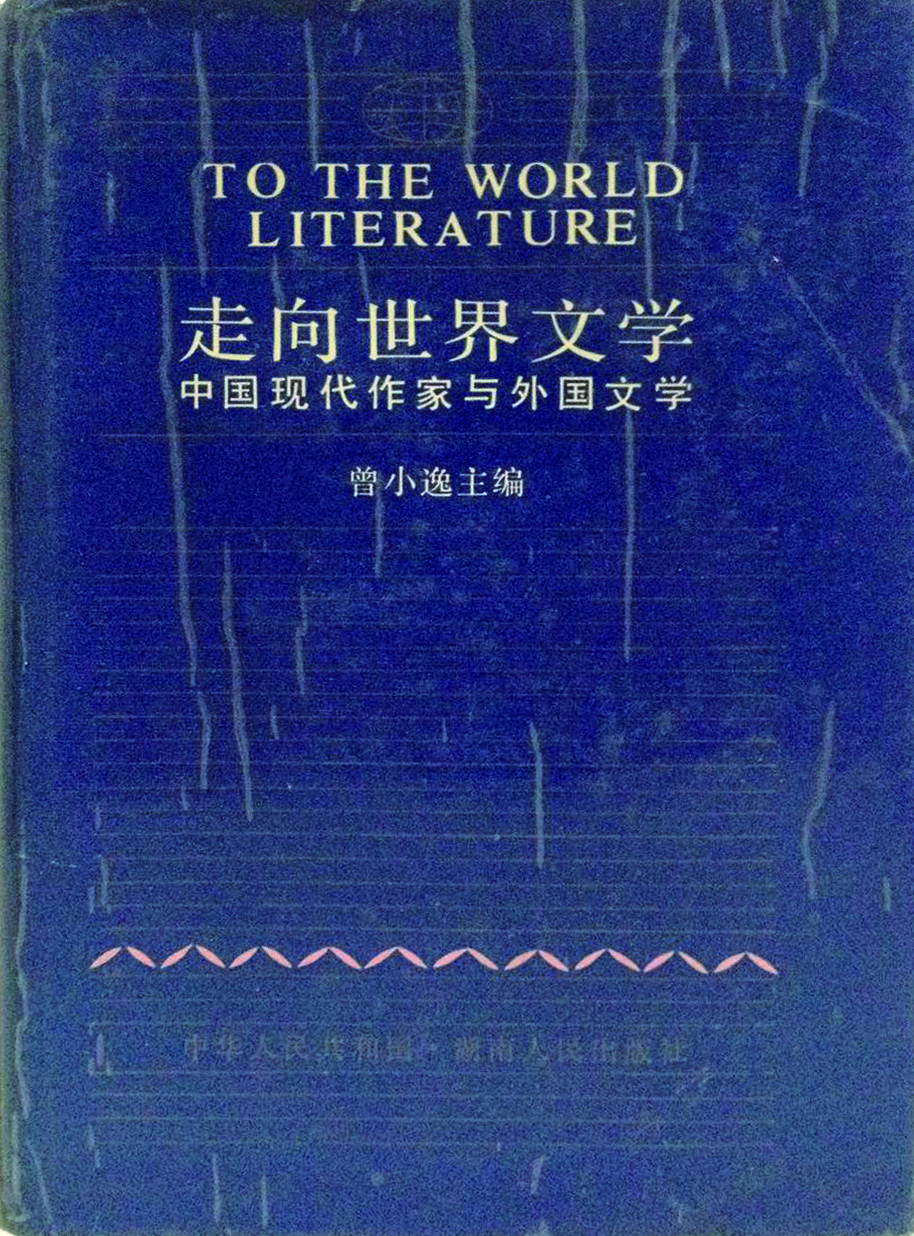 TO THE WORLD
LITERATURE
走向世界文学
中国现代作家与外国文学
曾小逸主编
中华人民共和国·湖南人民出版社